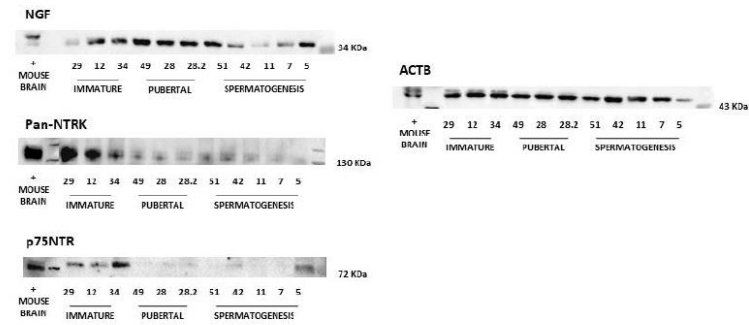 NGF
34 KDa
+
MOUSE
BRAIN
29 12 34 49 28 28.2 51 42 11 7 5
IMMATURE PUBERTAL SPERMATOGENESIS
Pan-NTRK
130 KDa
+
MOUSE
BRAIN
29 12 34 49 28 28.2 51 42 11 7 5
IMMATURE PUBERTAL SPERMATOGENESIS
p75NTR
72 KDa
+
MOUSE
BRAIN
29 12 34 49 28 28.2 51 42 11 7 5
IMMATURE PUBERTAL SPERMATOGENESIS
ACTB
43 KDa
+
MOUSE
BRAIN
29 12 34 49 28 28.2 51 42 11 7 5
IMMATURE PUBERTAL SPERMATOGENESIS